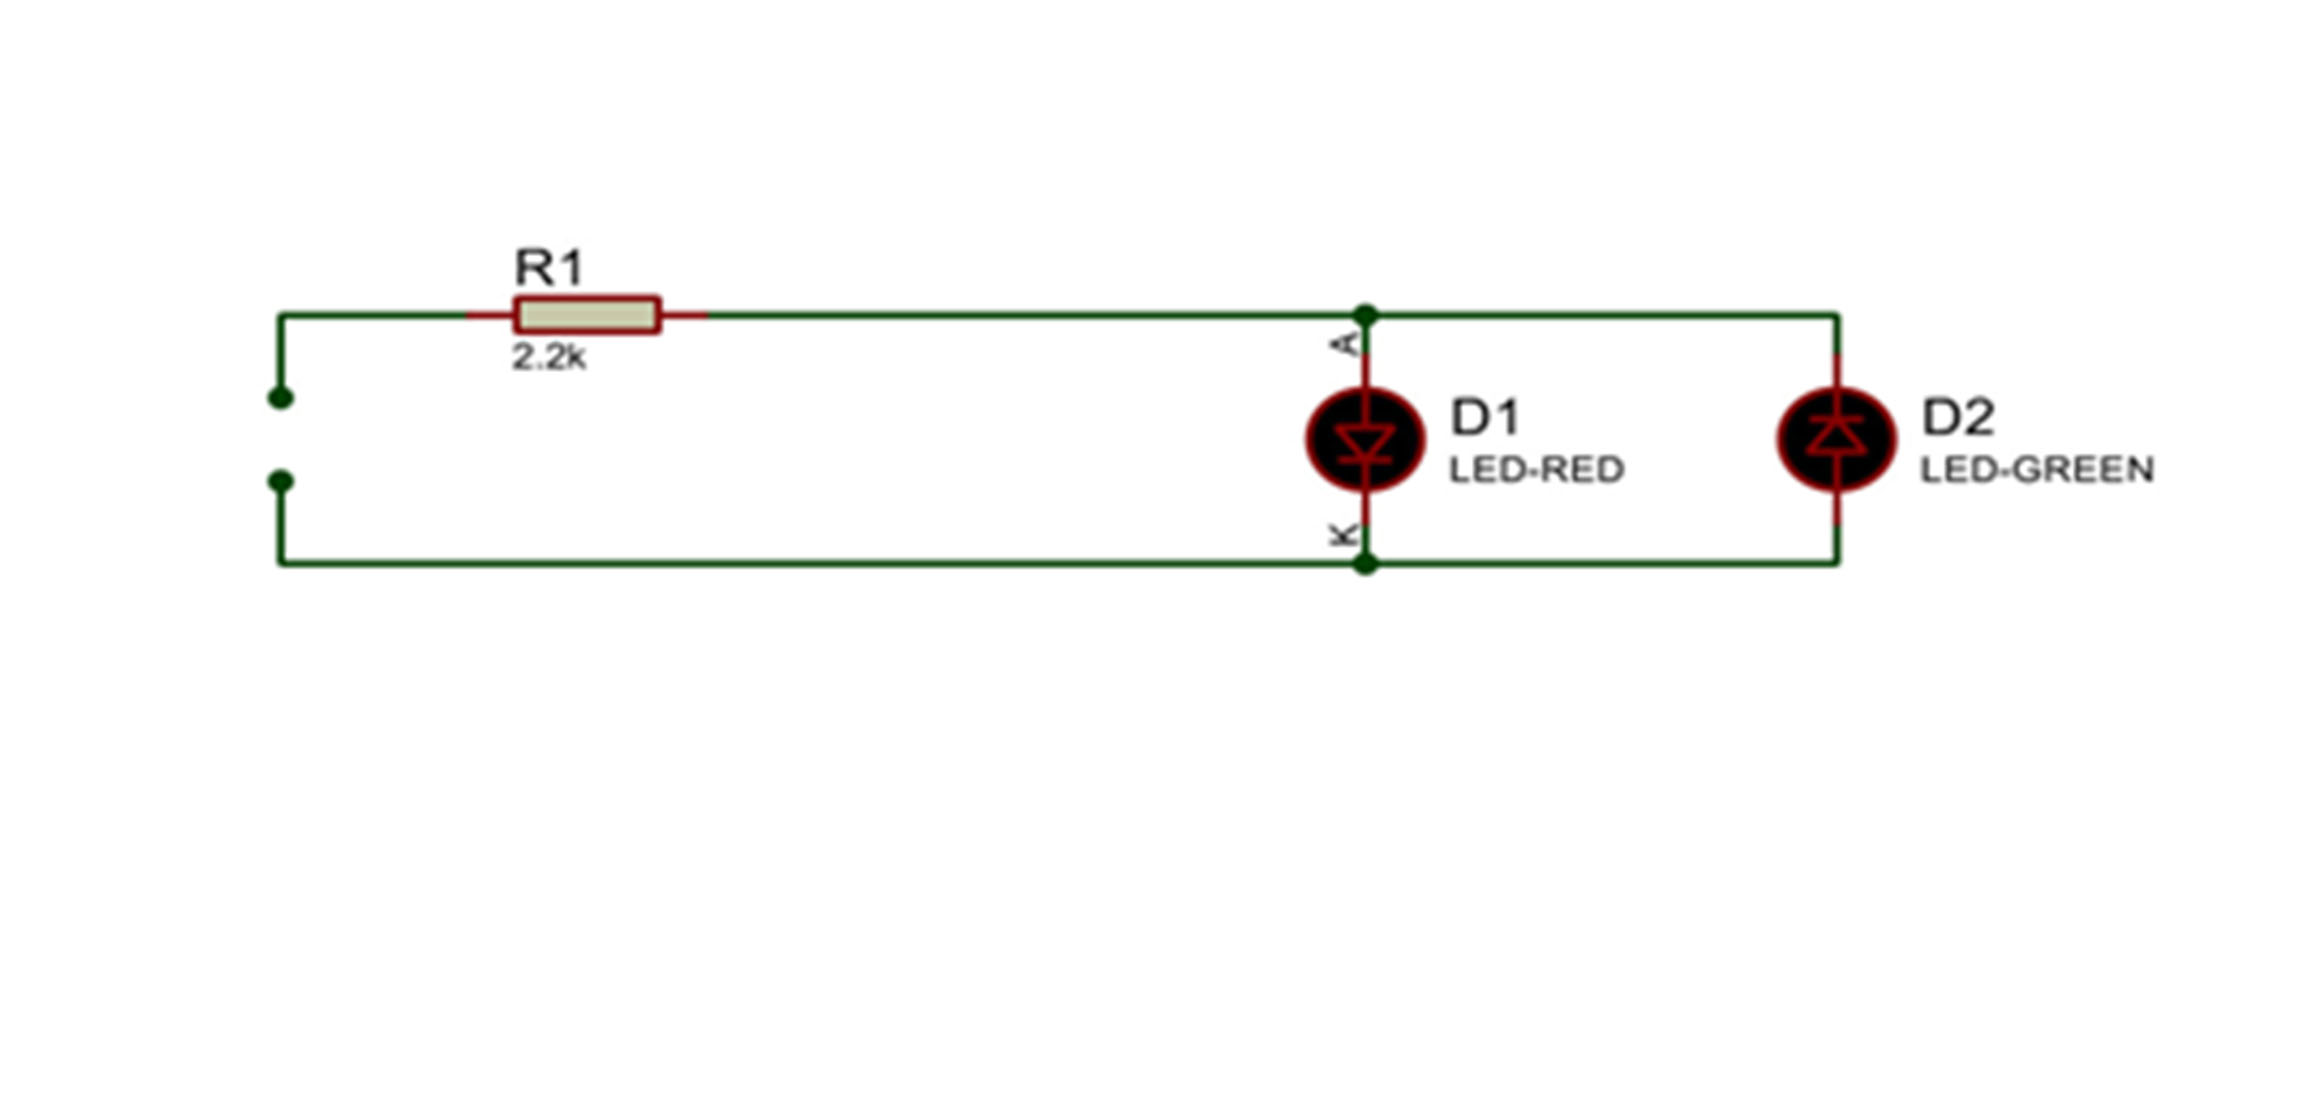 R1
2.2k
A
D1
LED-RED
K
D2
LED-GREEN